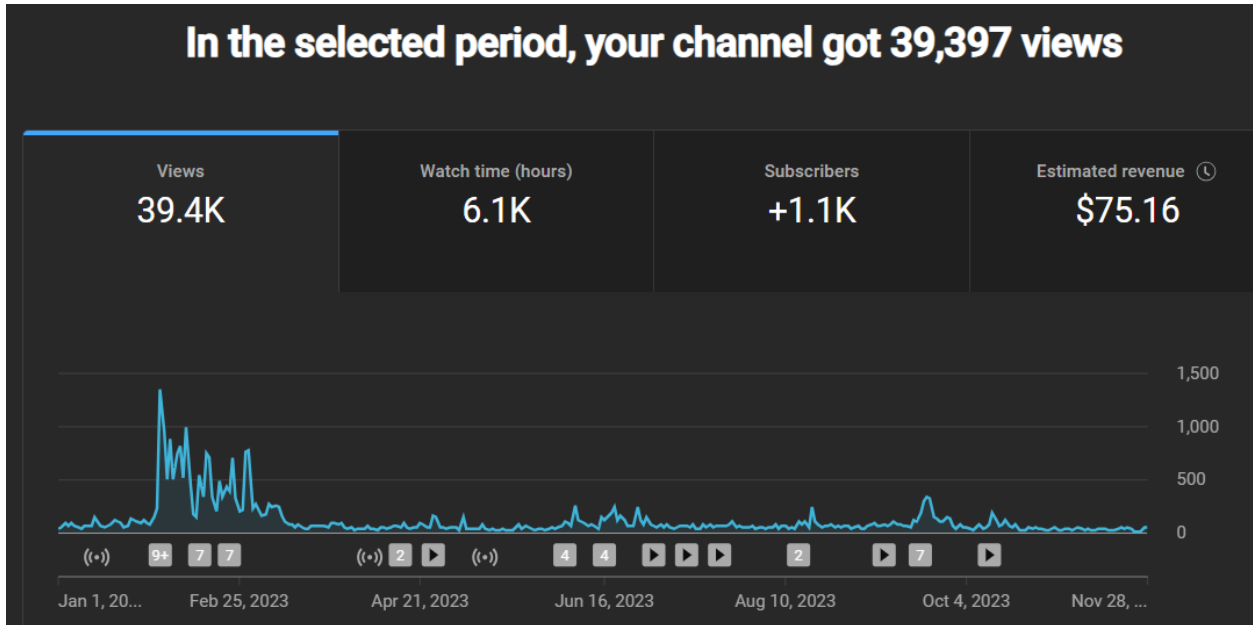 In the selected period, your channel got 39,397 views
Views
39.4K
Watch time (hours)
6.1K
Subscribers
+1.1K
Estimated revenue
$75.16
1,500
1,000
500
0
9+ 7 7 2 4 4 2 7
Jan 1, 20... Feb 25, 2023 Apr 21, 2023 Jun 16, 2023 Aug 10, 2023 Oct 4, 2023 Nov 28, ...